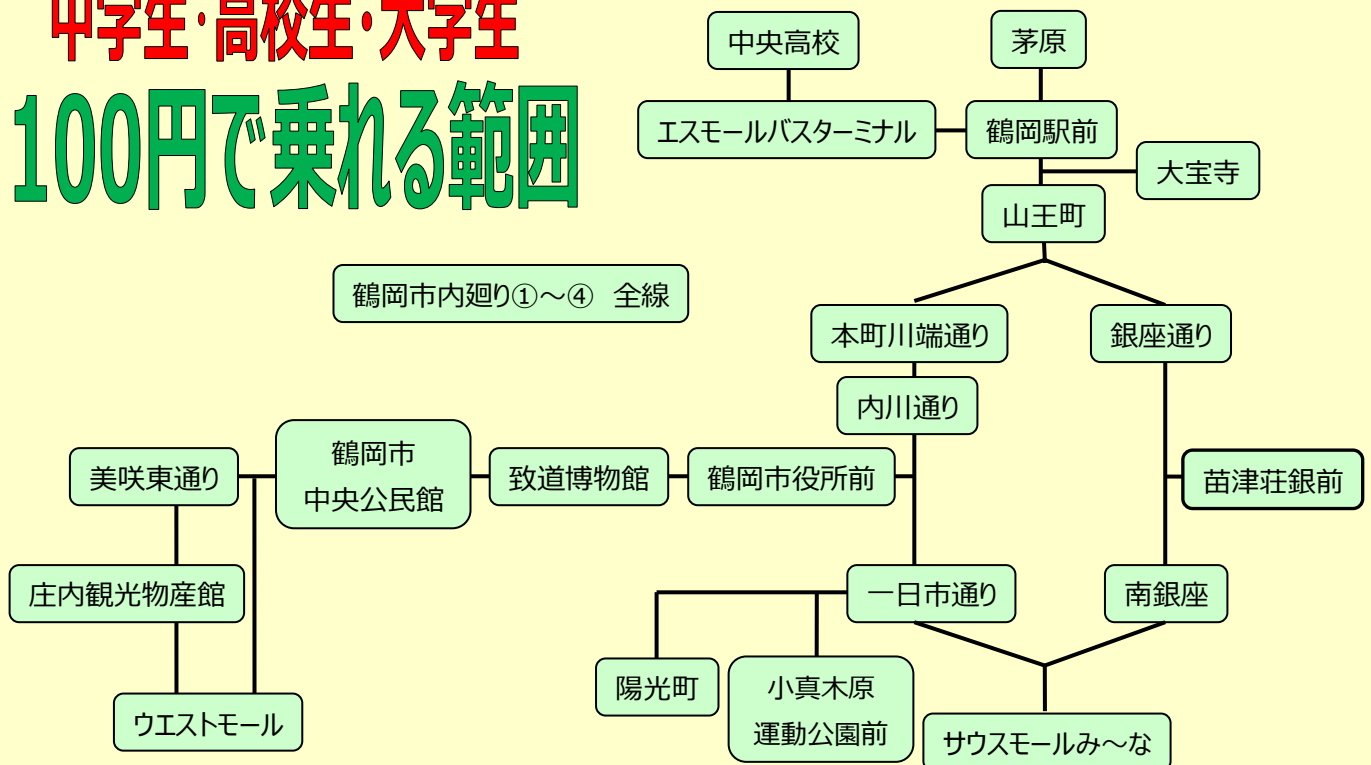 中学生・高校生・大学生
100円で乗れる範囲
中央高校
茅原
エスモールバスターミナル
鶴岡駅前
大宝寺
山王町
鶴岡市内廻り①～④　全線
本町川端通り
銀座通り
内川通り
美咲東通り
鶴岡市
中央公民館
致道博物館
鶴岡市役所前
苗津荘銀前
庄内観光物産館
一日市通り
南銀座
陽光町
小真木原
運動公園前
ウエストモール
サウスモールみ～な